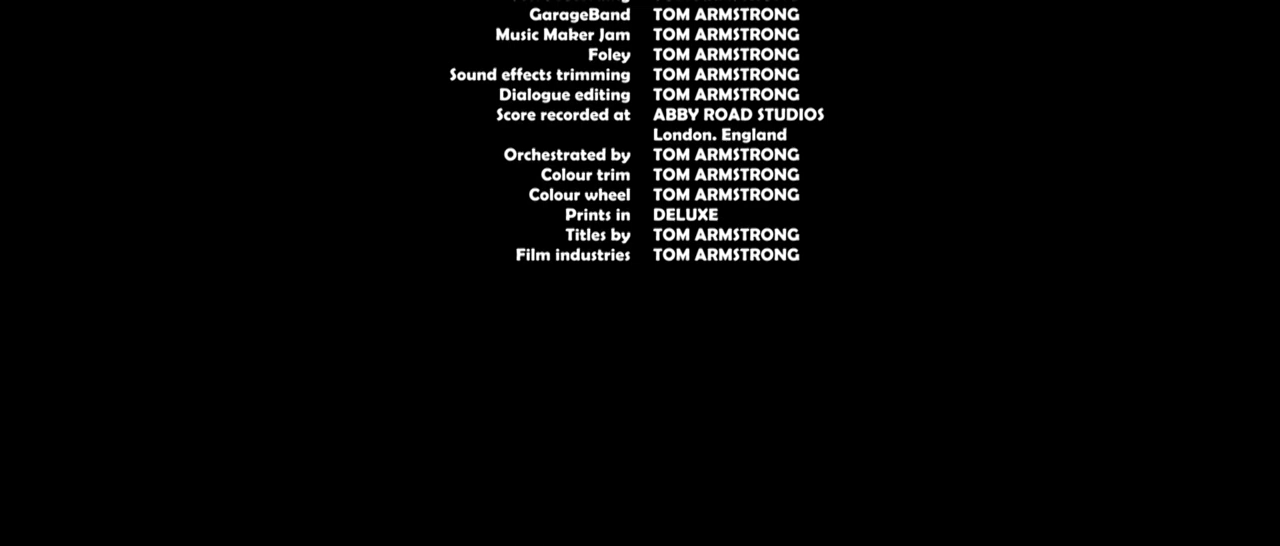 GarageBand TOM ARMSTRONG
Music Maker Jam TOM ARMSTRONG
Foley TOM ARMSTRONG
Sound effects trimming TOM ARMSTRONG
Dialogue editing TOM ARMSTRONG
Score recorded at ABBY ROAD STUDIOS
London. England
Orchestrated by TOM ARMSTRONG
Colour trim TOM ARMSTRONG
Colour wheel TOM ARMSTRONG
Prints in DELUXE
Titles by TOM ARMSTRONG
Film industries TOM ARMSTRONG